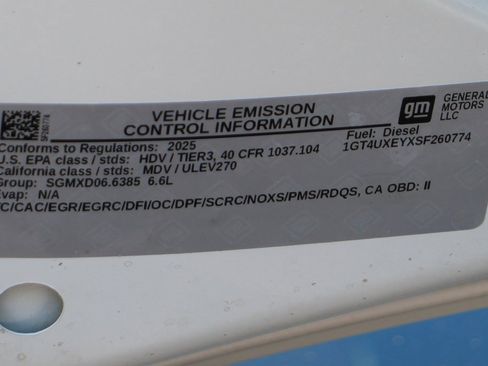 VEHICLE EMISSION
CONTROL INFORMATION
gm
GENERAL
MOTORS
LLC
SF260774
Conforms to Regulations: 2025
U.S. EPA class / stds: HDV / TIER3, 40 CFR 1037.104
California class / stds: MDV / ULEV270
Group: SGMXD06.6385 6.6L
Evap: N/A
Fuel: Diesel
1GT4UXEYXSF260774
/C/CAC/EGR/EGRC/DFI/OC/DPF/SCRC/NOXS/PMS/RDQS, CA OBD: II